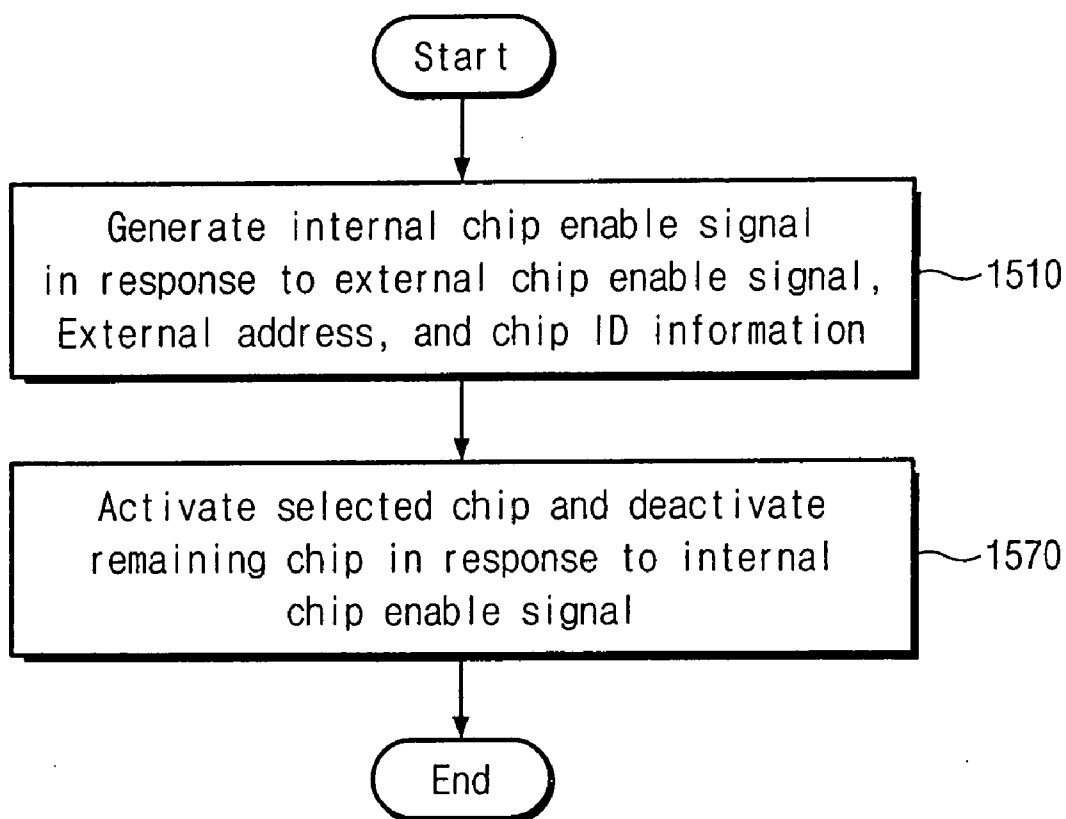 Start
Generate internal chip enable signal
in response to external chip enable signal,
External address, and chip ID information
1510
Activate selected chip and deactivate
remaining chip in response to internal
chip enable signal
1570
End